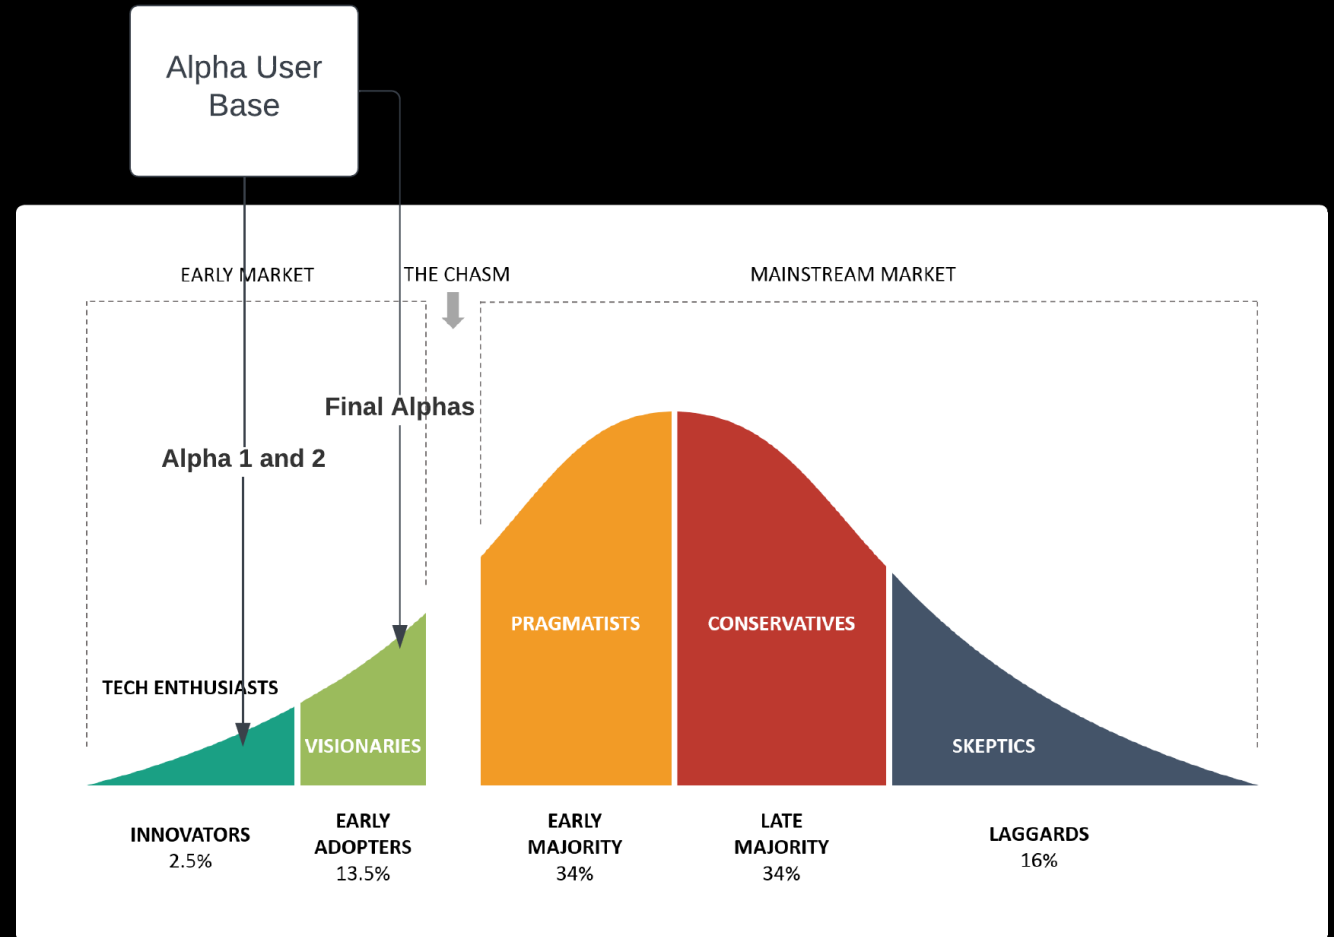 Alpha User
Base
EARLY MARKET
THE CHASM
MAINSTREAM MARKET
Final Alphas
Alpha 1 and 2
PRAGMATISTS
CONSERVATIVES
TECH ENTHUSIASTS
VISIONARIES
SKEPTICS
INNOVATORS
2.5%
EARLY
ADOPTERS
13.5%
EARLY
MAJORITY
34%
LATE
MAJORITY
34%
LAGGARDS
16%